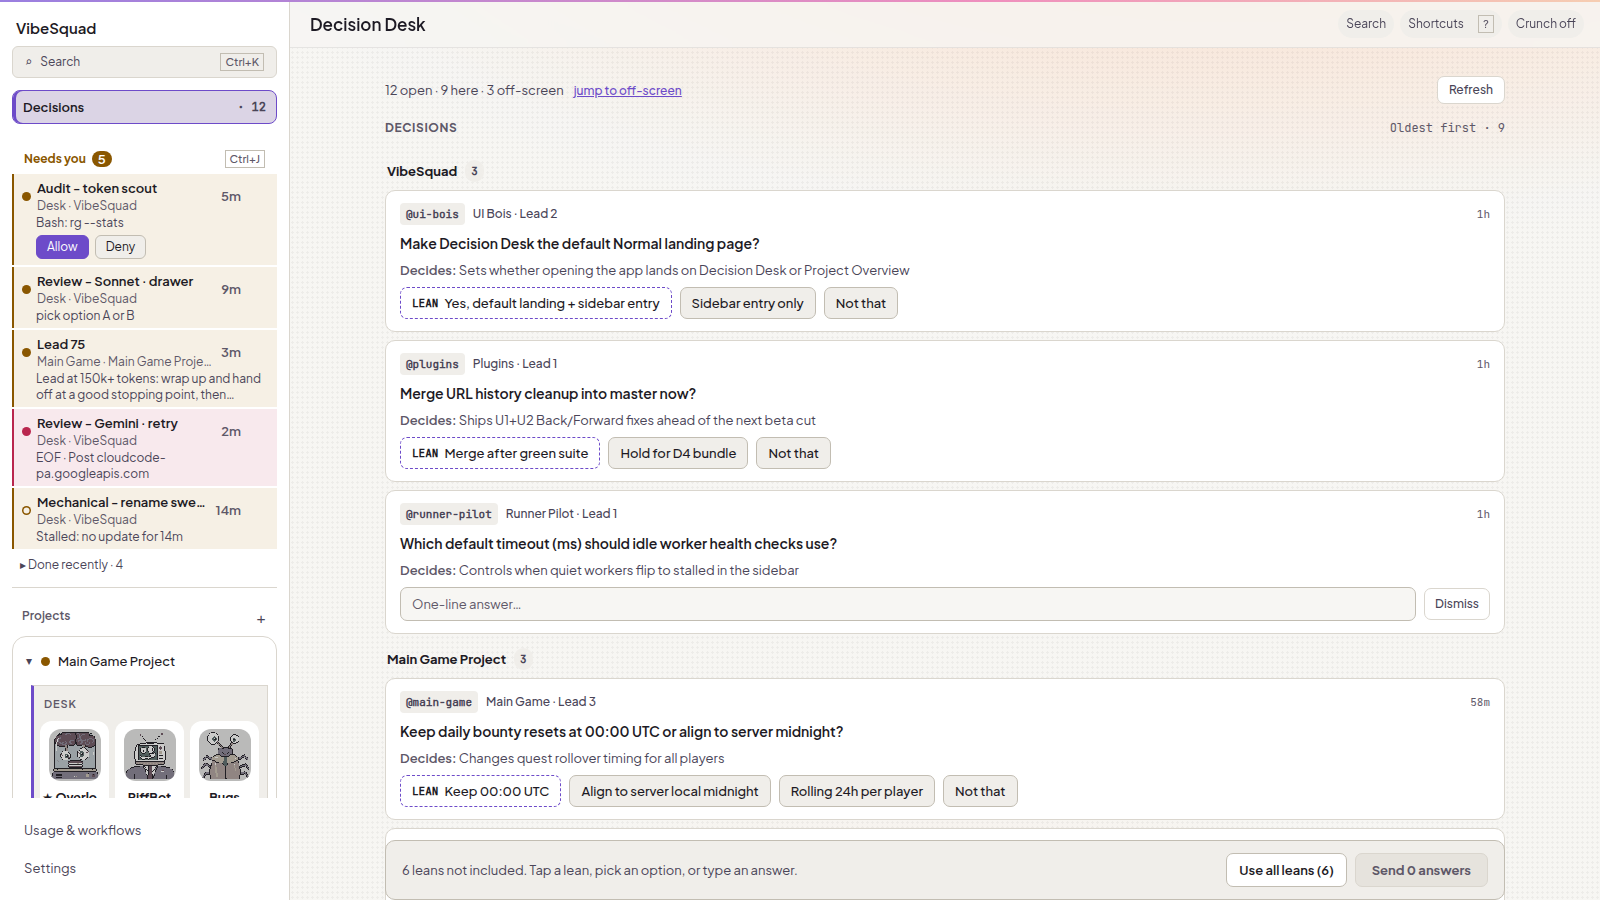 VibeSquad
Search Ctrl+K
Decisions · 12
Needs you 5 Ctrl+J
Audit – token scout 5m
Desk · VibeSquad
Bash: rg --stats
Allow Deny
Review – Sonnet · drawer 9m
Desk · VibeSquad
pick option A or B
Lead 75 3m
Main Game · Main Game Proje…
Lead at 150k+ tokens: wrap up and hand
off at a good stopping point, then…
Review – Gemini · retry 2m
Desk · VibeSquad
EOF · Post cloudcode-
pa.googleapis.com
Mechanical – rename swe… 14m
Desk · VibeSquad
Stalled: no update for 14m
▸ Done recently · 4
Projects +
▾ Main Game Project
DESK
★ Overlo
RiffBot
Bugs
Usage & workflows
Settings
Decision Desk
Search Shortcuts ? Crunch off
12 open · 9 here · 3 off-screen jump to off-screen Refresh
DECISIONS Oldest first · 9
VibeSquad 3
@ui-bois UI Bois · Lead 2 1h
Make Decision Desk the default Normal landing page?
Decides: Sets whether opening the app lands on Decision Desk or Project Overview
LEAN Yes, default landing + sidebar entry Sidebar entry only Not that
@plugins Plugins · Lead 1 1h
Merge URL history cleanup into master now?
Decides: Ships U1+U2 Back/Forward fixes ahead of the next beta cut
LEAN Merge after green suite Hold for D4 bundle Not that
@runner-pilot Runner Pilot · Lead 1 1h
Which default timeout (ms) should idle worker health checks use?
Decides: Controls when quiet workers flip to stalled in the sidebar
One-line answer… Dismiss
Main Game Project 3
@main-game Main Game · Lead 3 58m
Keep daily bounty resets at 00:00 UTC or align to server midnight?
Decides: Changes quest rollover timing for all players
LEAN Keep 00:00 UTC Align to server local midnight Rolling 24h per player Not that
6 leans not included. Tap a lean, pick an option, or type an answer. Use all leans (6) Send 0 answers